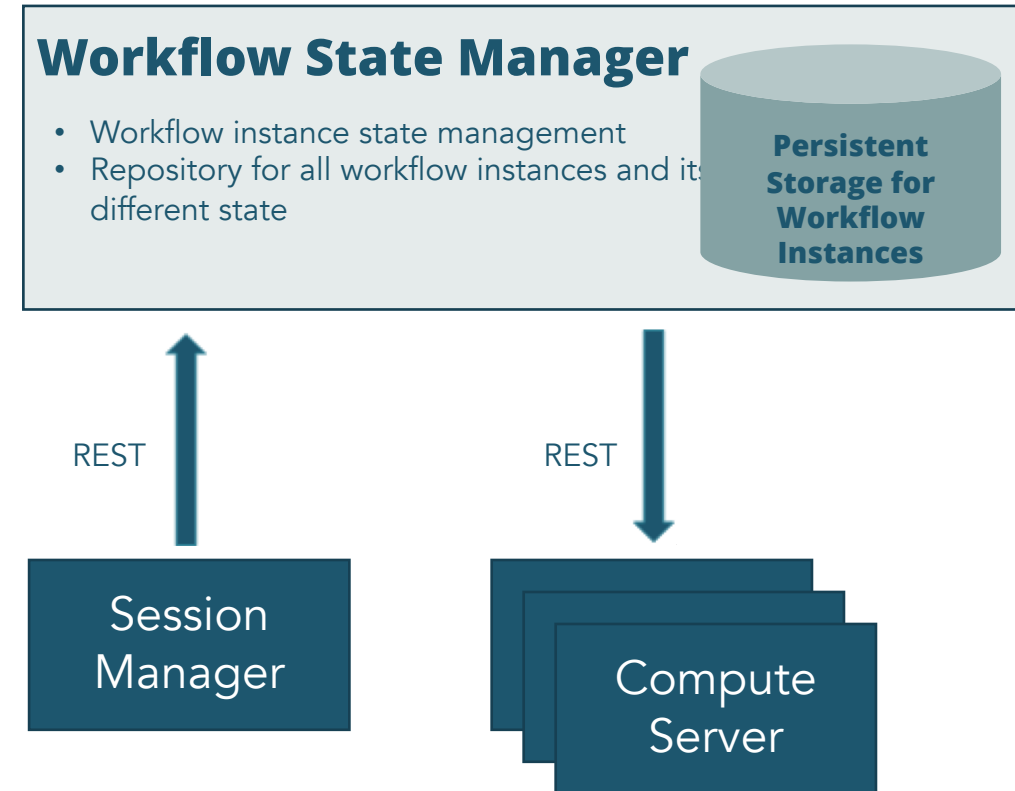 Workflow State Manager
• Workflow instance state management
• Repository for all workflow instances and its
different state
Persistent
Storage for
Workflow
Instances
REST
REST
Session
Manager
Compute
Server